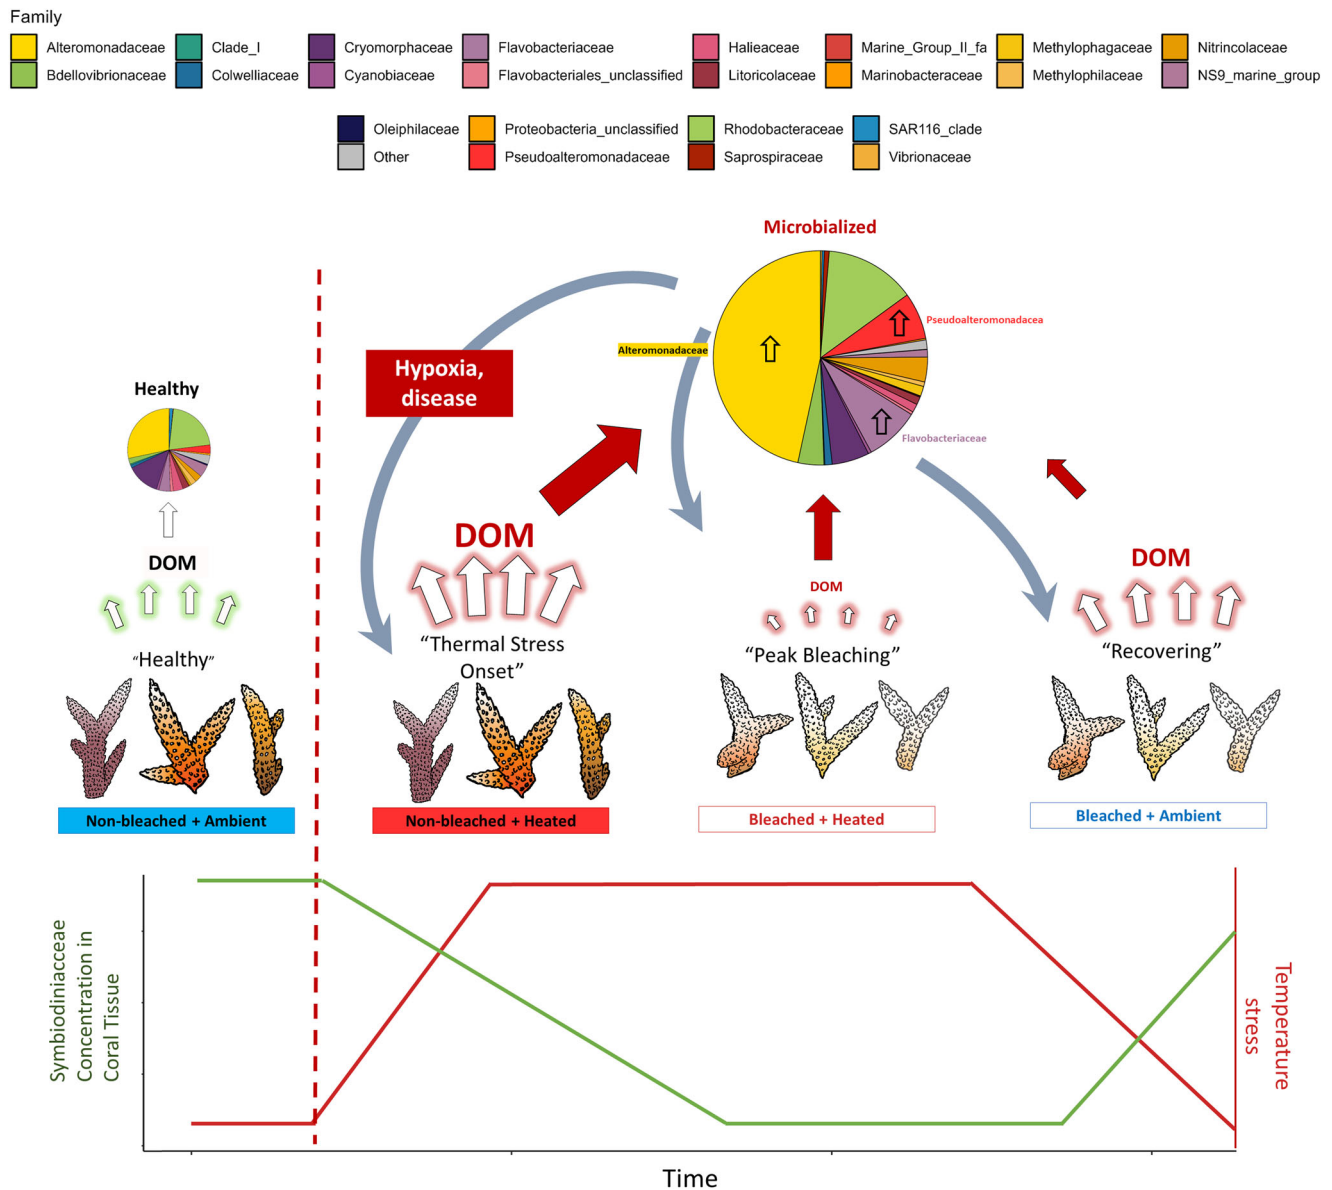 Family
Alteromonadaceae Clade_I Cryomorphaceae Flavobacteriaceae Halieaceae Marine_Group_II_fa Methylophagaceae Nitrincolaceae
Bdellovibrionaceae Colwelliaceae Cyanobiaceae Flavobacteriales_unclassified Litoricolaceae Marinobacteraceae Methylophilaceae NS9_marine_group
Oleiphilaceae Proteobacteria_unclassified Rhodobacteraceae SAR116_clade
Other Pseudoalteromonadaceae Saprospiraceae Vibrionaceae
Microbialized
Pseudoalteromonadacea
Alteromonadaceae
Hypoxia,
disease
Healthy
Flavobacteriaceae
DOM
DOM
DOM
DOM
"Healthy"
“Thermal Stress
Onset”
“Peak Bleaching”
“Recovering”
Non-bleached + Ambient
Non-bleached + Heated
Bleached + Heated
Bleached + Ambient
Symbiodiniacceae
Concentration in
Coral Tissue
Temperature
stress
Time